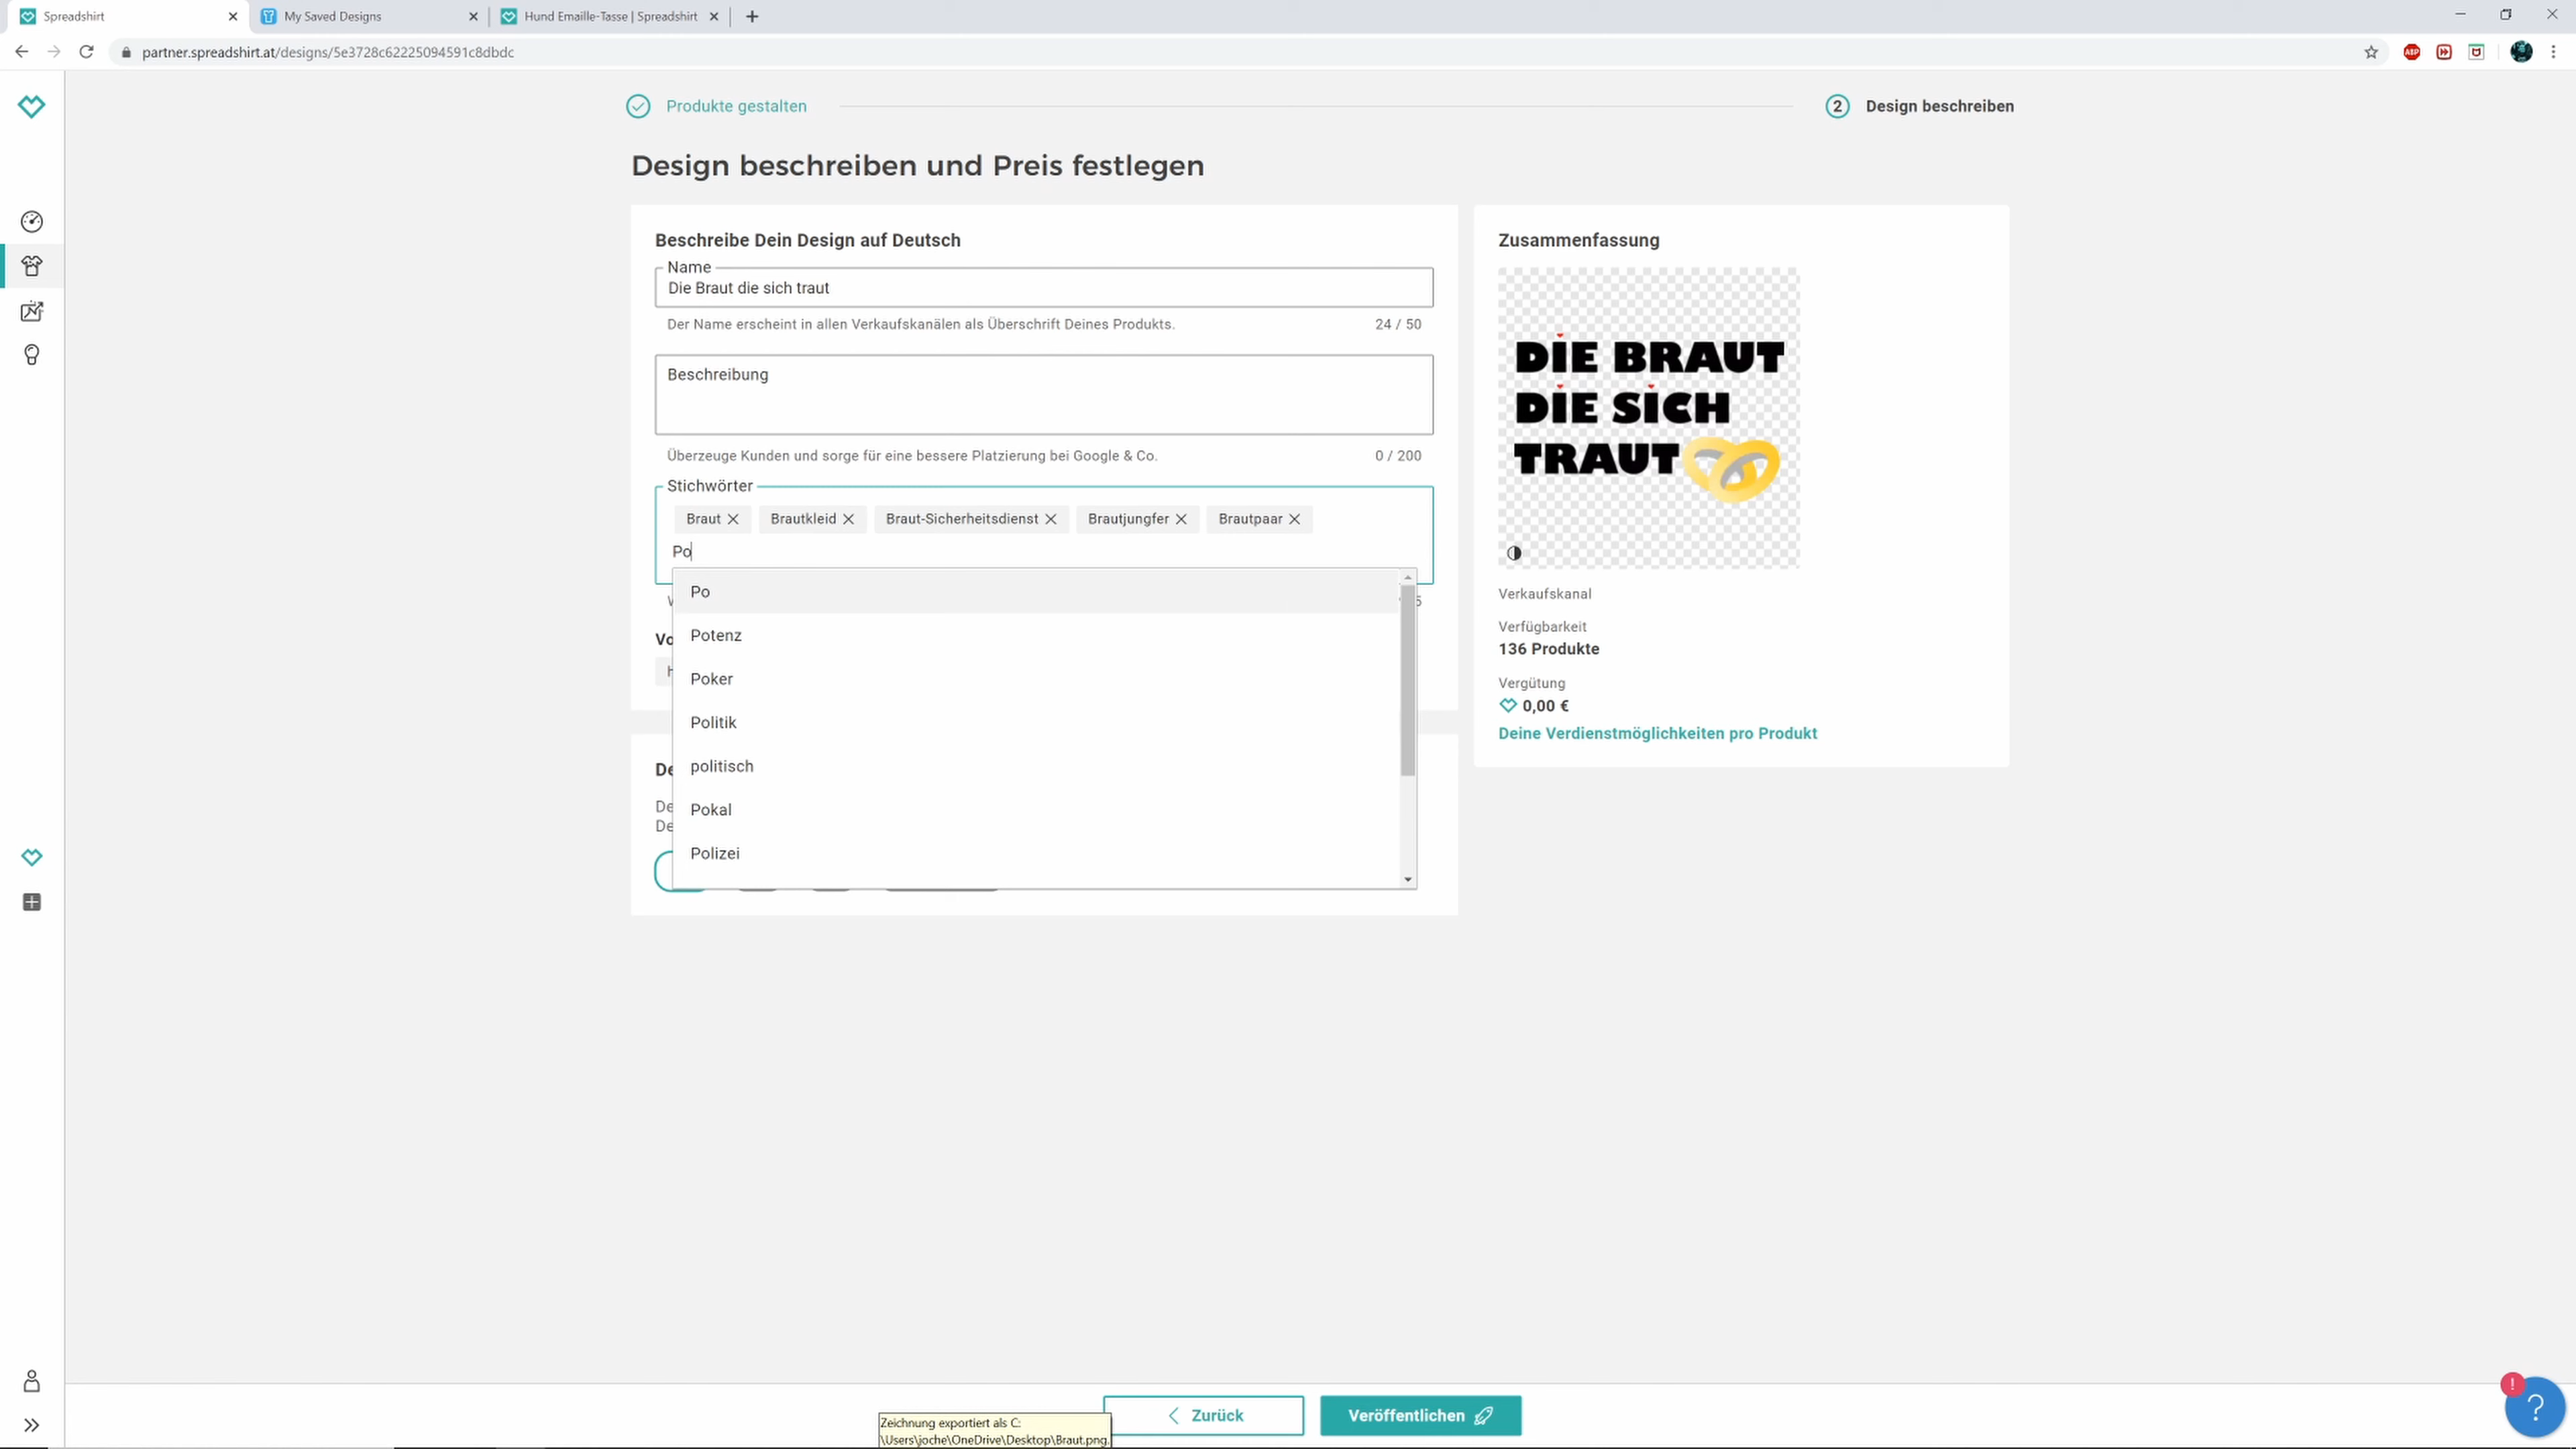 Spreadshirt
My Saved Designs
Hund Emaille-Tasse | Spreadshirt
partner.spreadshirt.at/designs/5e3728c62225094591c8dbdc
ABP
Produkte gestalten
2 Design beschreiben
Design beschreiben und Preis festlegen
Beschreibe Dein Design auf Deutsch
Name
Die Braut die sich traut
Der Name erscheint in allen Verkaufskanälen als Überschrift Deines Produkts. 24 / 50
Beschreibung
Überzeuge Kunden und sorge für eine bessere Platzierung bei Google & Co. 0 / 200
Stichwörter
Braut Brautkleid Braut-Sicherheitsdienst Brautjungfer Brautpaar
Po
Po
Potenz
Poker
Politik
politisch
Pokal
Polizei
Vo
De
De
De
Zusammenfassung
DIE BRAUT
DIE SICH
TRAUT
Verkaufskanal
Verfügbarkeit
136 Produkte
Vergütung
0,00 €
Deine Verdienstmöglichkeiten pro Produkt
Zurück
Veröffentlichen
Zeichnung exportiert als C:
\Users\joche\OneDrive\Desktop\Braut.png.
!
?